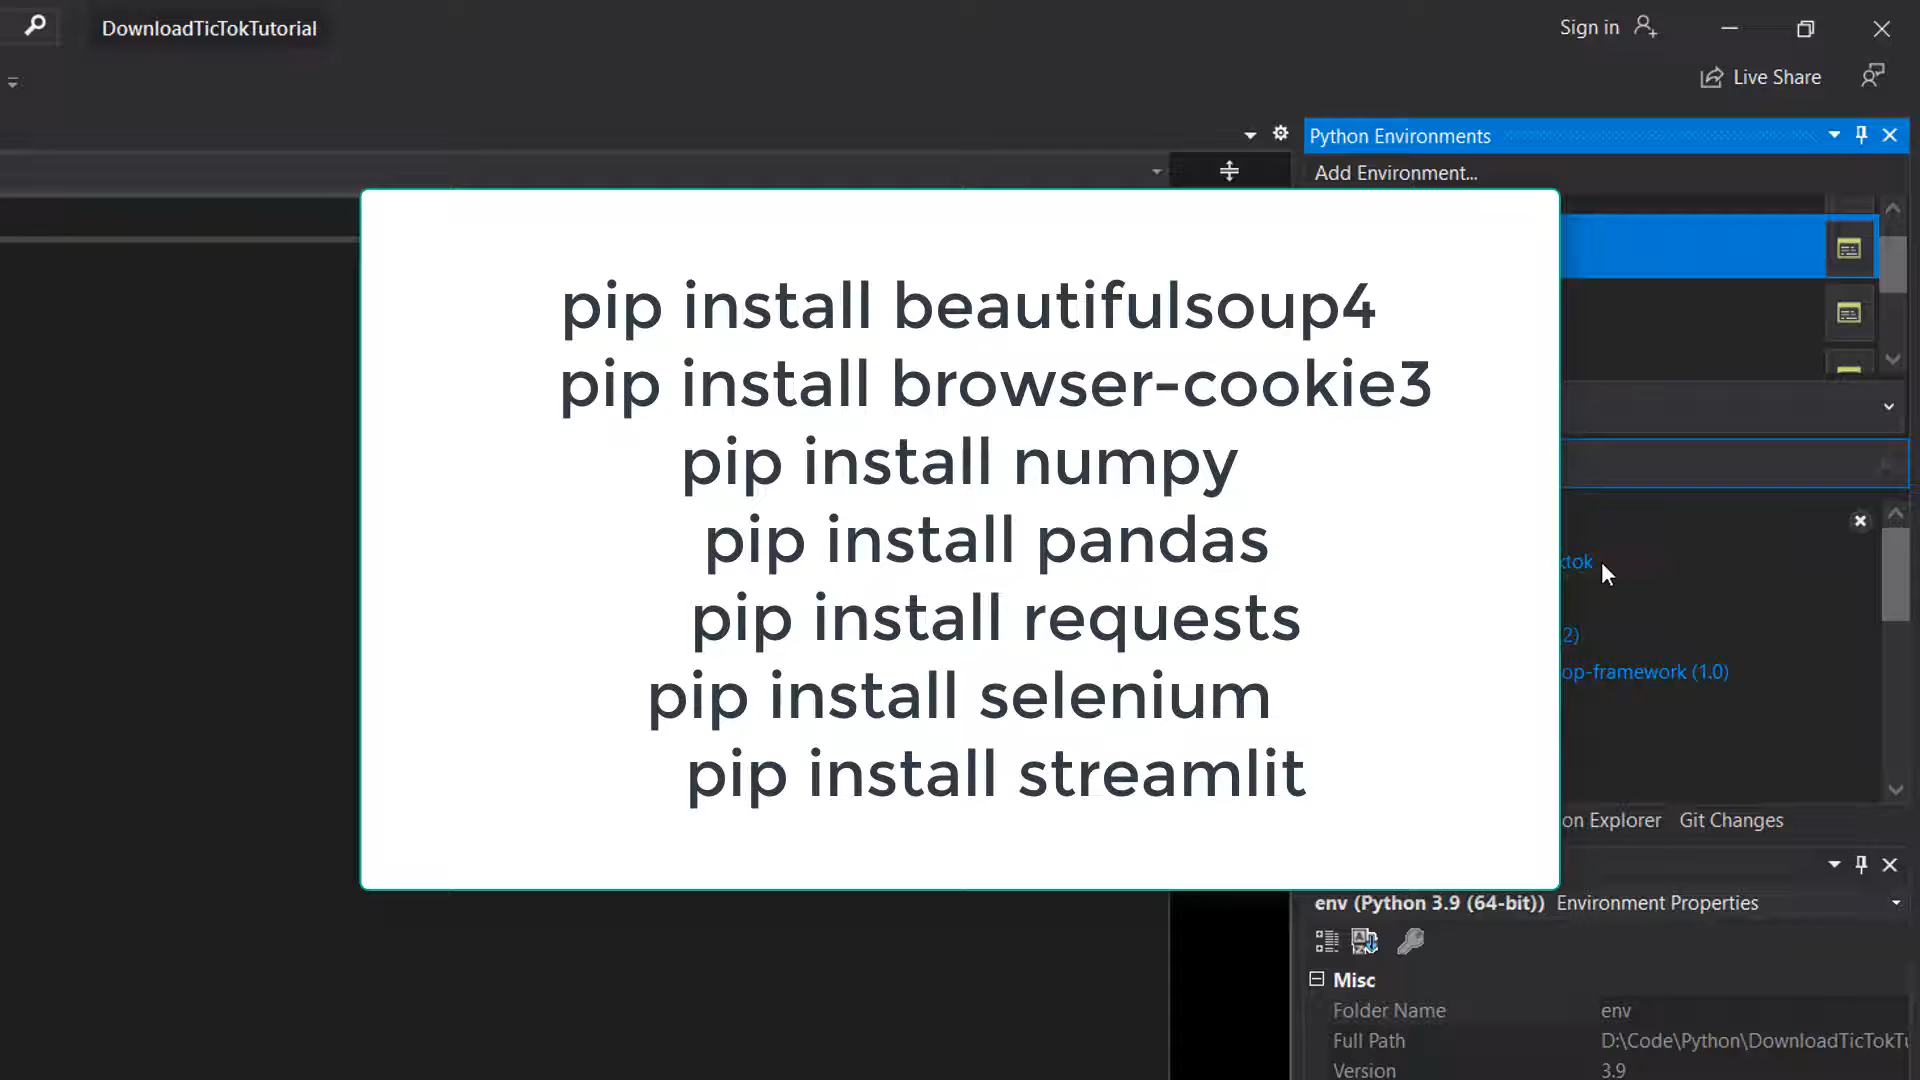 DownloadTicTokTutorial
Sign in
Live Share
Python Environments
Add Environment...
pip install beautifulsoup4
pip install browser-cookie3
pip install numpy
pip install pandas
pip install requests
pip install selenium
pip install streamlit
2)
op-framework (1.0)
Explorer Git Changes
env (Python 3.9 (64-bit)) Environment Properties
Misc
Folder Name env
Full Path D:\Code\Python\DownloadTicTokTu
Version 3.9